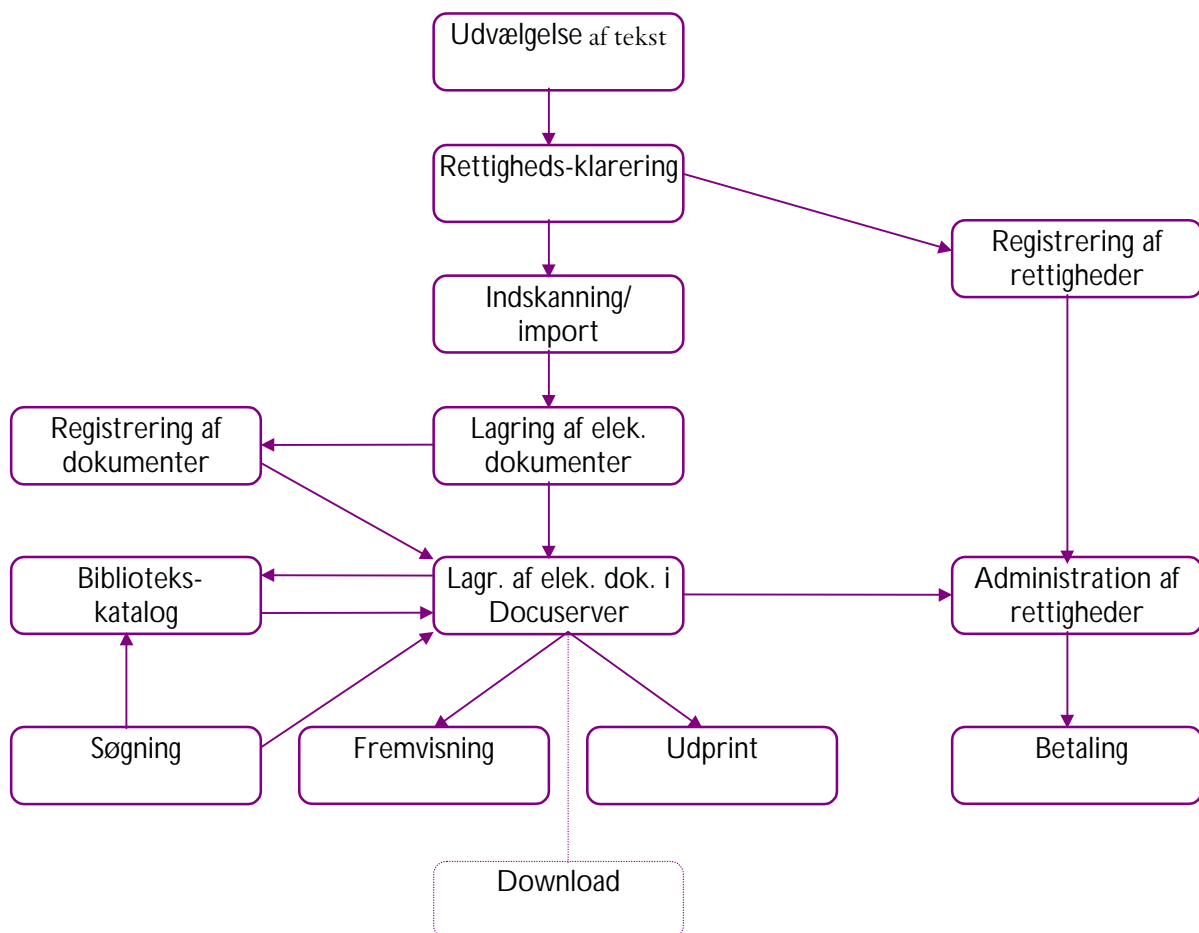 Udvælgelse af tekst
Rettigheds-klarering
Registrering af
rettigheder
Indskanning/
import
Registrering af
dokumenter
Lagring af elek.
dokumenter
Biblioteks-
katalog
Lagr. af elek. dok. i
Docuserver
Administration af
rettigheder
Søgning
Fremvisning
Udprint
Betaling
Download